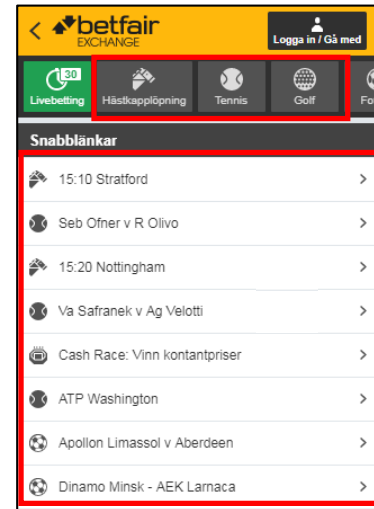 betfair
EXCHANGE
Logga in / Gå med
30
Livebetting
Hästkapplöpning
Tennis
Golf
Fo
Snabblänkar
15:10 Stratford
Seb Ofner v R Olivo
15:20 Nottingham
Va Safranek v Ag Velotti
Cash Race: Vinn kontantpriser
ATP Washington
Apollon Limassol v Aberdeen
Dinamo Minsk - AEK Larnaca